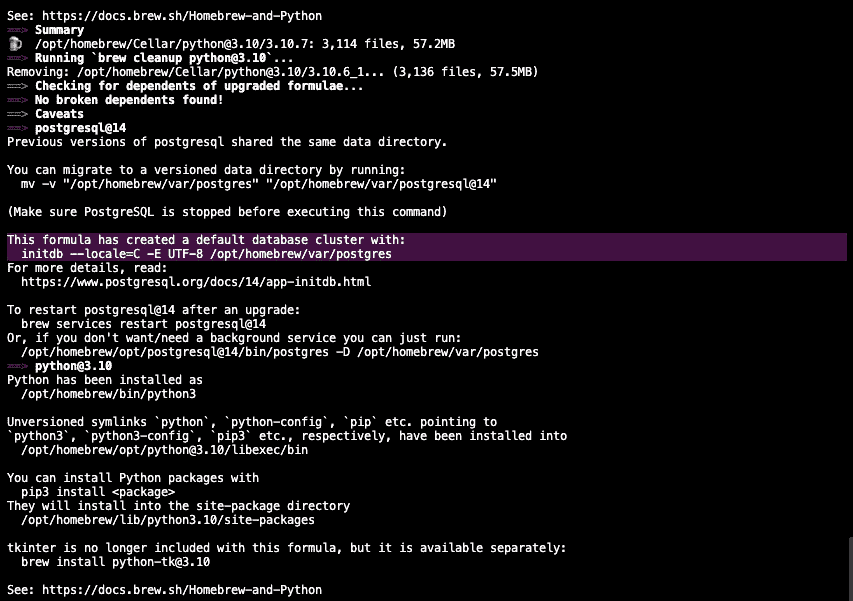 See: https://docs.brew.sh/Homebrew-and-Python
==> Summary
🍺  /opt/homebrew/Cellar/python@3.10/3.10.7: 3,114 files, 57.2MB
==> Running `brew cleanup python@3.10`...
Removing: /opt/homebrew/Cellar/python@3.10/3.10.6_1... (3,136 files, 57.5MB)
==> Checking for dependents of upgraded formulae...
==> No broken dependents found!
==> Caveats
==> postgresql@14
Previous versions of postgresql shared the same data directory.

You can migrate to a versioned data directory by running:
  mv -v "/opt/homebrew/var/postgres" "/opt/homebrew/var/postgresql@14"

(Make sure PostgreSQL is stopped before executing this command)

This formula has created a default database cluster with:
  initdb --locale=C -E UTF-8 /opt/homebrew/var/postgres
For more details, read:
  https://www.postgresql.org/docs/14/app-initdb.html

To restart postgresql@14 after an upgrade:
  brew services restart postgresql@14
Or, if you don't want/need a background service you can just run:
  /opt/homebrew/opt/postgresql@14/bin/postgres -D /opt/homebrew/var/postgres
==> python@3.10
Python has been installed as
  /opt/homebrew/bin/python3

Unversioned symlinks `python`, `python-config`, `pip` etc. pointing to
`python3`, `python3-config`, `pip3` etc., respectively, have been installed into
  /opt/homebrew/opt/python@3.10/libexec/bin

You can install Python packages with
  pip3 install <package>
They will install into the site-package directory
  /opt/homebrew/lib/python3.10/site-packages

tkinter is no longer included with this formula, but it is available separately:
  brew install python-tk@3.10

See: https://docs.brew.sh/Homebrew-and-Python